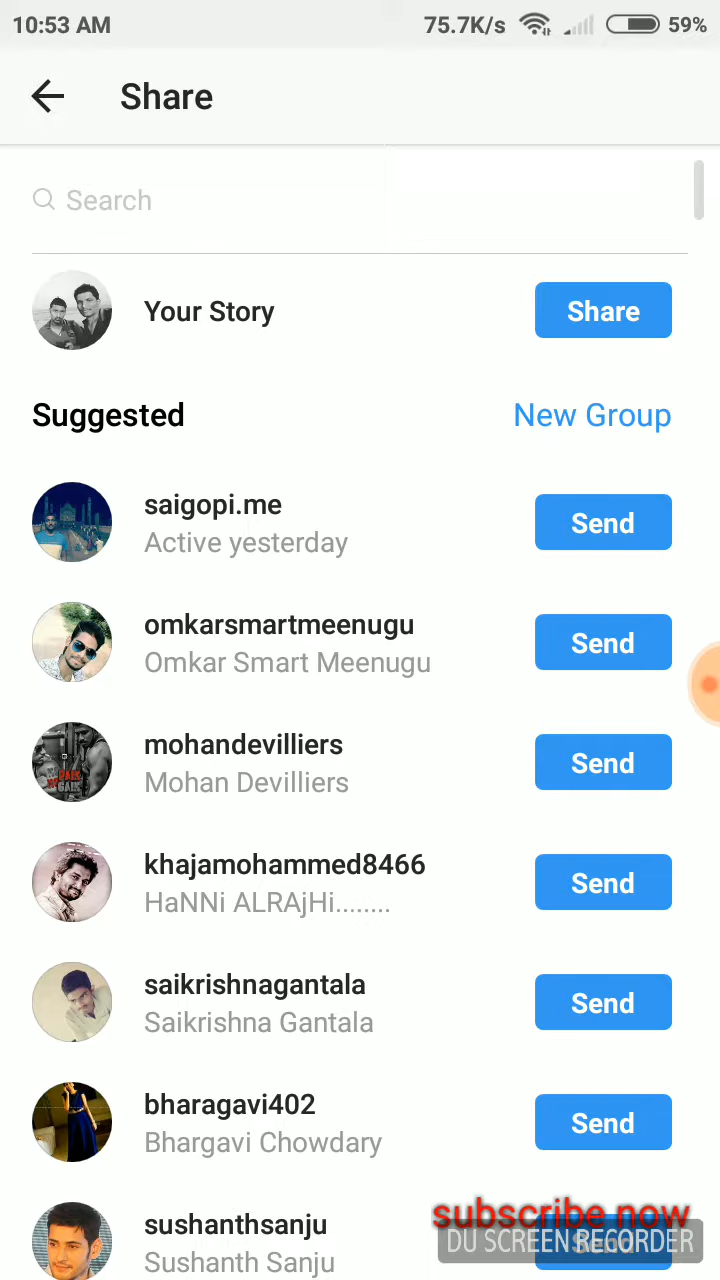 10:53 AM 75.7K/s 59%
Share
Search
Your Story Share
Suggested New Group
saigopi.me
Active yesterday
Send
omkarsmartmeenugu
Omkar Smart Meenugu
Send
mohandevilliers
Mohan Devilliers
Send
khajamohammed8466
HaNNi ALRAjHi........
Send
saikrishnagantala
Saikrishna Gantala
Send
bharagavi402
Bhargavi Chowdary
Send
sushanthsanju
Sushanth Sanju
Send
subscribe now
DU SCREEN RECORDER